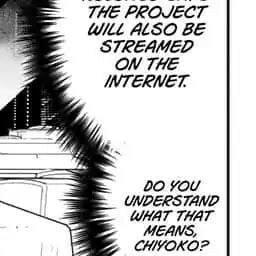 THE PROJECT
WILL ALSO BE
STREAMED
ON THE
INTERNET.
DO YOU
UNDERSTAND
WHAT THAT
MEANS,
CHIYOKO?